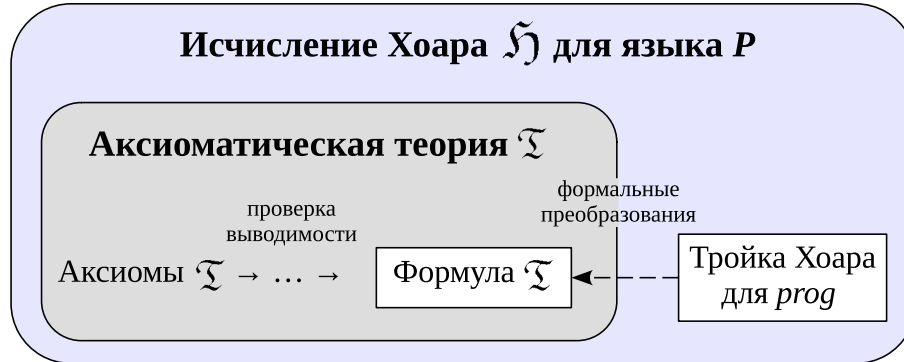 Исчисление Хоара ℌ для языка P
Аксиоматическая теория 𝔗
формальные
преобразования
проверка
выводимости
Аксиомы 𝔗 → … →
Формула 𝔗
Тройка Хоара
для prog